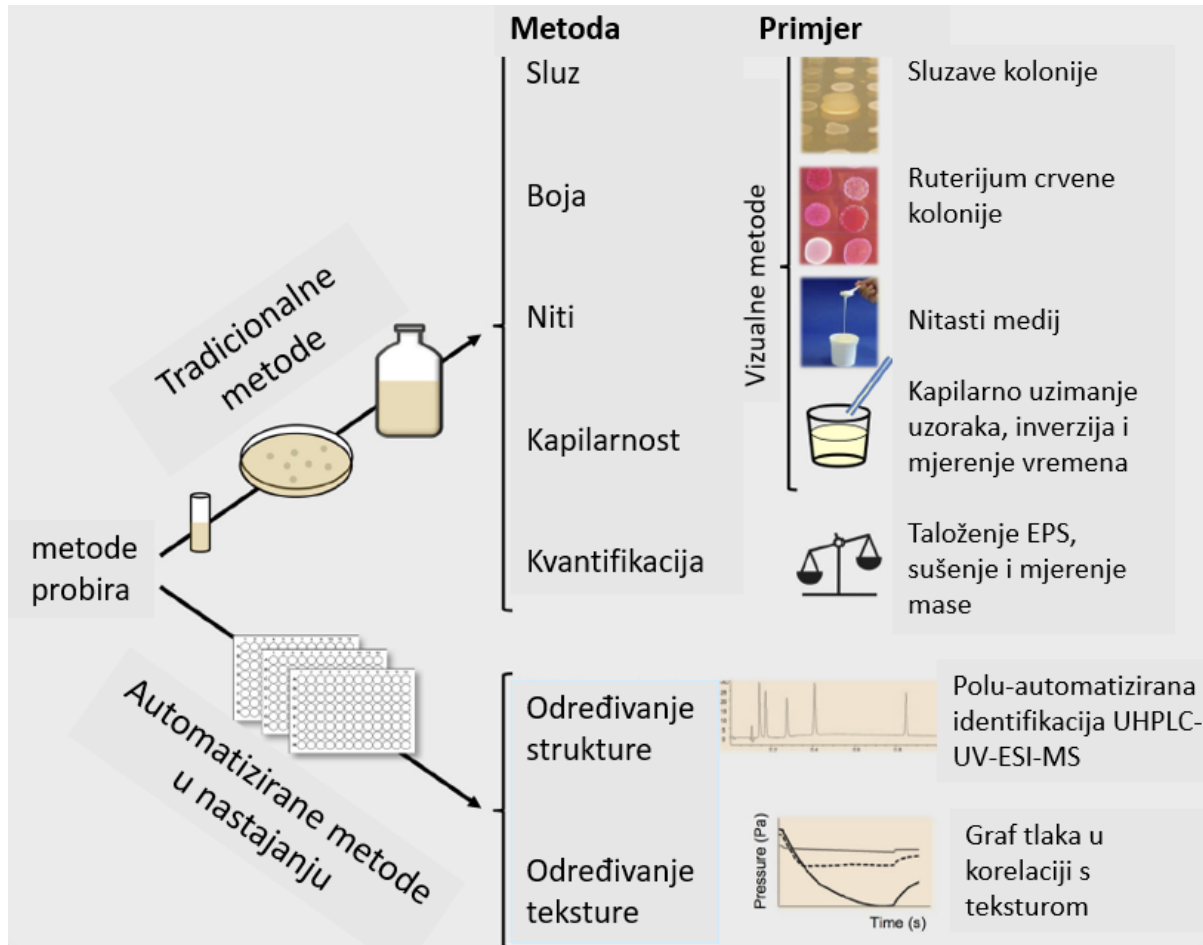 Metoda
Primjer
Sluz
Sluzave kolonije
Boja
Ruterijum crvene
kolonije
Niti
Nitasti medij
Kapilarnost
Kapilarno uzimanje
uzoraka, inverzija i
mjerenje vremena
Vizualne metode
Kvantifikacija
Taloženje EPS,
sušenje i mjerenje
mase
Tradicionalne
metode
metode
probira
Automatizirane metode
u nastajanju
Određivanje
strukture
Polu-automatizirana
identifikacija UHPLC-
UV-ESI-MS
Određivanje
teksture
Pressure (Pa)
Time (s)
Graf tlaka u
korelaciji s
teksturom